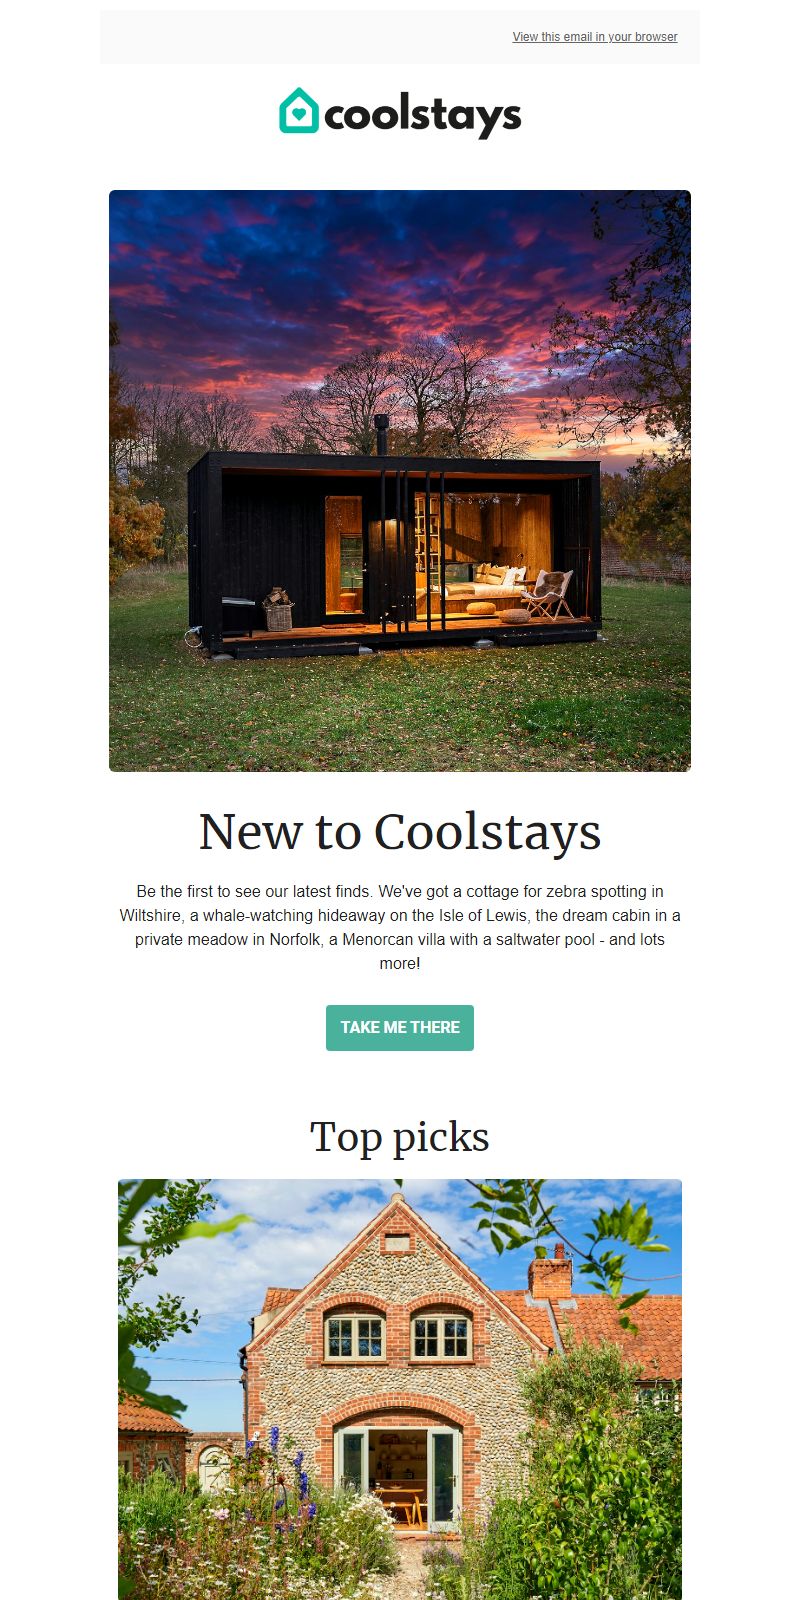 View this email in your browser
coolstays
New to Coolstays
Be the first to see our latest finds. We've got a cottage for zebra spotting in
Wiltshire, a whale-watching hideaway on the Isle of Lewis, the dream cabin in a
private meadow in Norfolk, a Menorcan villa with a saltwater pool - and lots
more!
TAKE ME THERE
Top picks